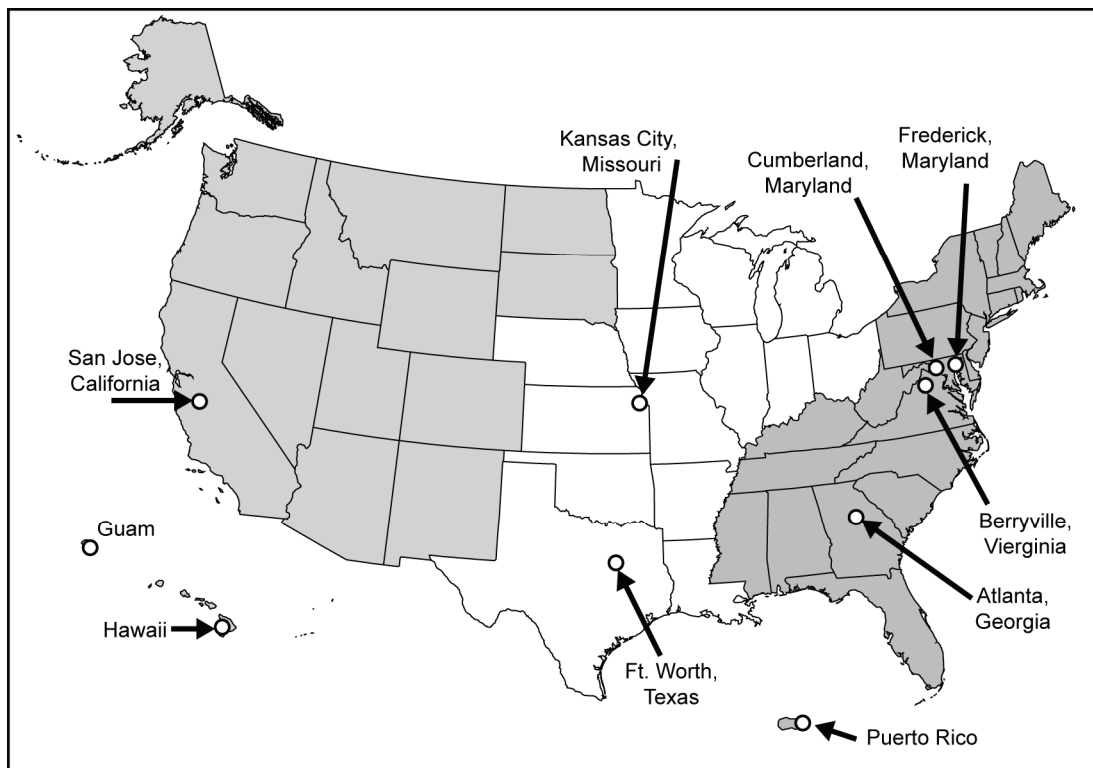 Kansas City,
Missouri
Frederick,
Maryland
Cumberland,
Maryland
San Jose,
California
Guam
Hawaii
Ft. Worth,
Texas
Berryville,
Vierginia
Atlanta,
Georgia
Puerto Rico